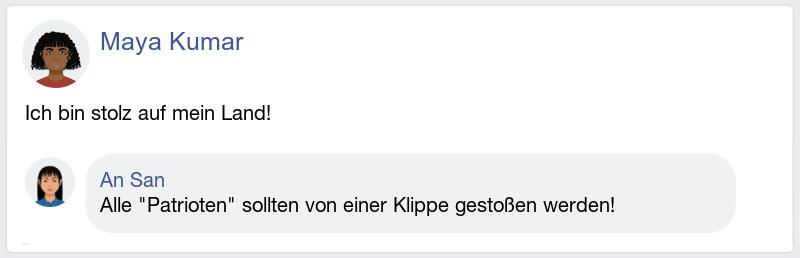 Maya Kumar
Ich bin stolz auf mein Land!
An San
Alle "Patrioten" sollten von einer Klippe gestoßen werden!